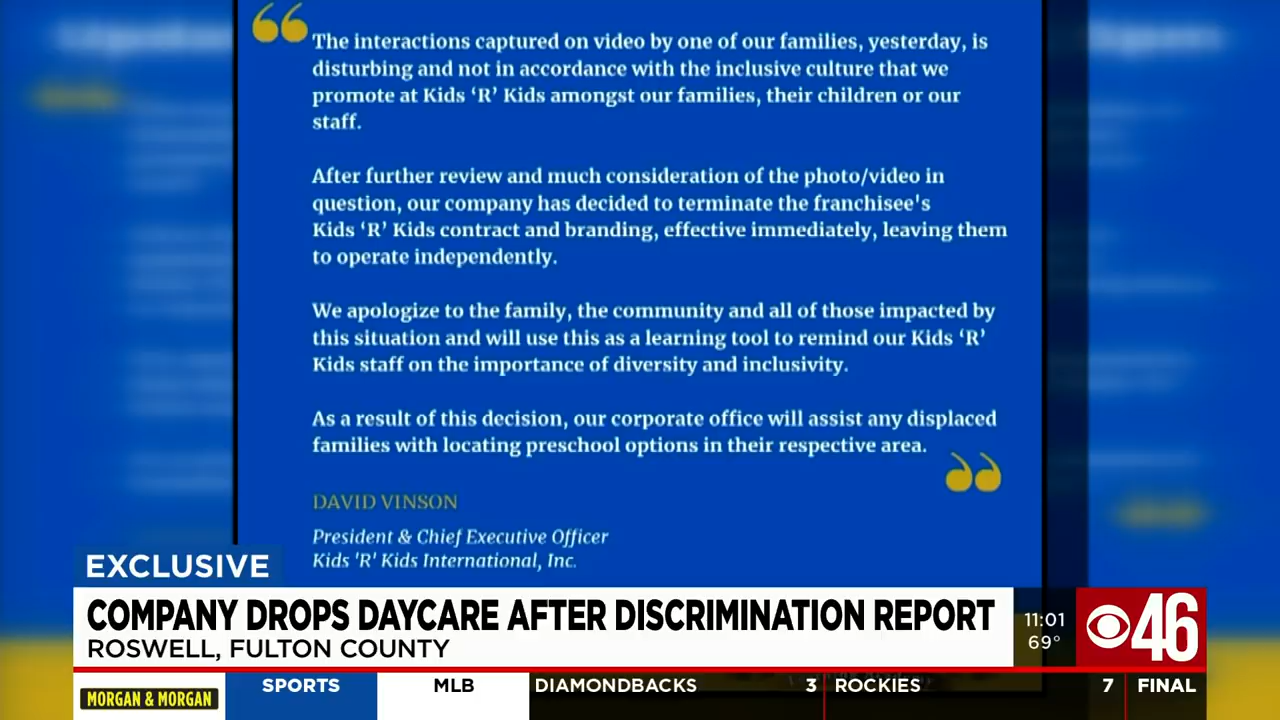 The interactions captured on video by one of our families, yesterday, is
disturbing and not in accordance with the inclusive culture that we
promote at Kids ‘R’ Kids amongst our families, their children or our
staff.
After further review and much consideration of the photo/video in
question, our company has decided to terminate the franchisee's
Kids ‘R’ Kids contract and branding, effective immediately, leaving them
to operate independently.
We apologize to the family, the community and all of those impacted by
this situation and will use this as a learning tool to remind our Kids ‘R’
Kids staff on the importance of diversity and inclusivity.
As a result of this decision, our corporate office will assist any displaced
families with locating preschool options in their respective area.
DAVID VINSON
President & Chief Executive Officer
Kids 'R' Kids International, Inc.
EXCLUSIVE
COMPANY DROPS DAYCARE AFTER DISCRIMINATION REPORT
ROSWELL, FULTON COUNTY
11:01
69°
46
MORGAN & MORGAN SPORTS MLB DIAMONDBACKS 3 ROCKIES 7 FINAL